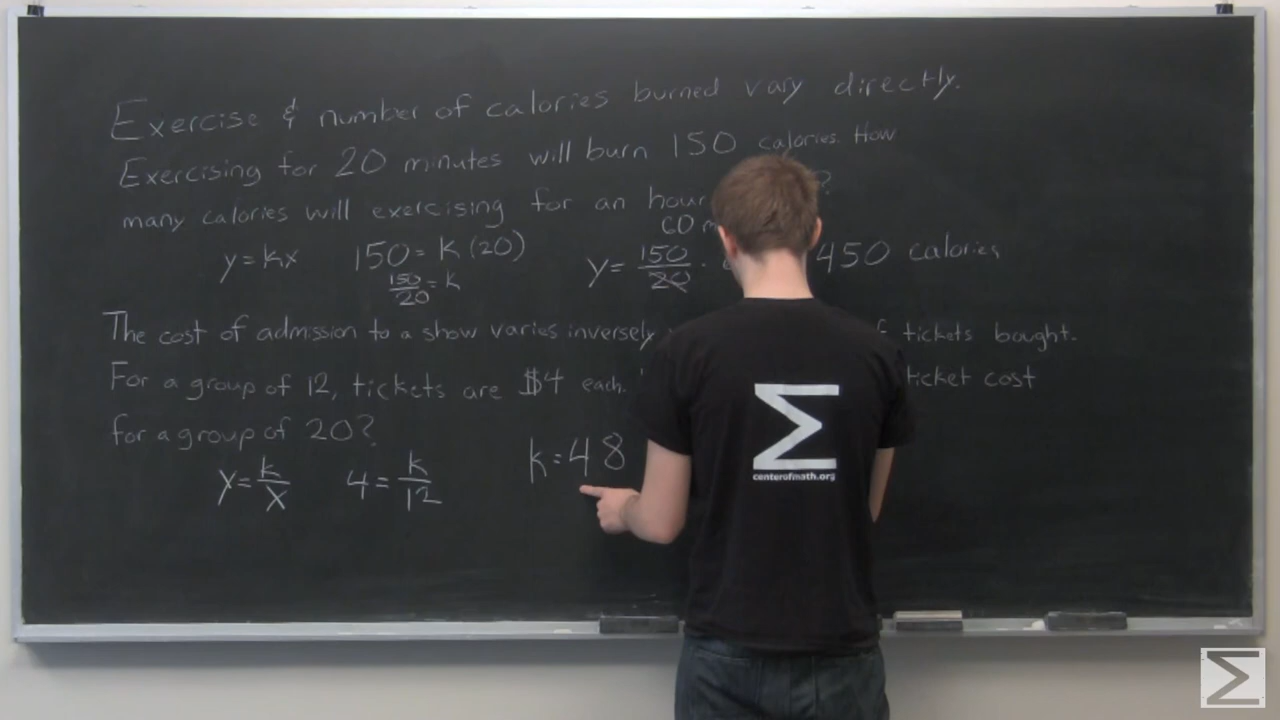 Exercise & number of calories burned vary directly.
Exercising for 20 minutes will burn 150 calories. How
many calories will exercising for an hour ?
60 m
y=kx 150=k(20) y=150/20 · 450 calories
150/20=k
The cost of admission to a show varies inversely tickets bought.
For a group of 12, tickets are $4 each. ticket cost
for a group of 20?
y=k/x 4=k/12 k=48
Σ
centerofmath.org
Σ